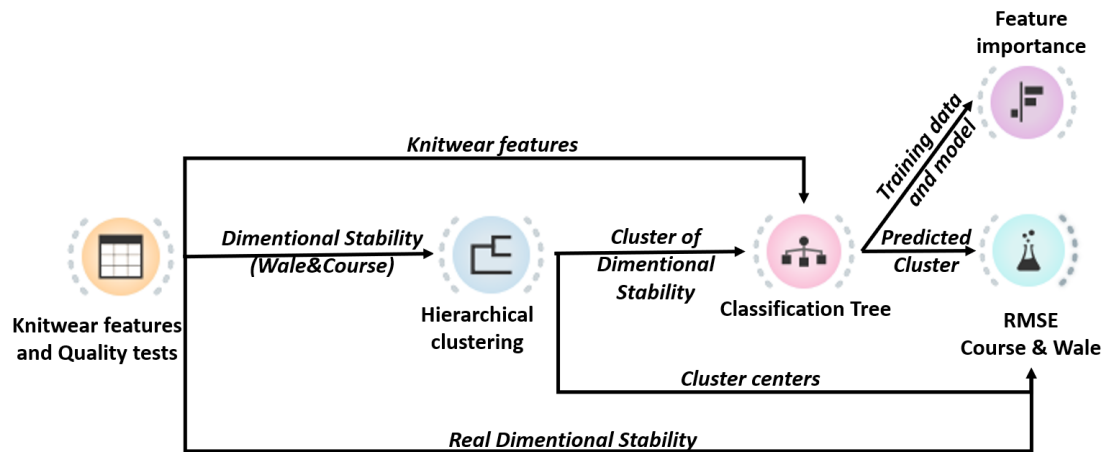 Feature
importance
Training data
and model
Knitwear features
Dimentional Stability
(Wale&Course)
Cluster of
Dimentional
Stability
Predicted
Cluster
Knitwear features
and Quality tests
Hierarchical
clustering
Classification Tree
RMSE
Course & Wale
Cluster centers
Real Dimentional Stability